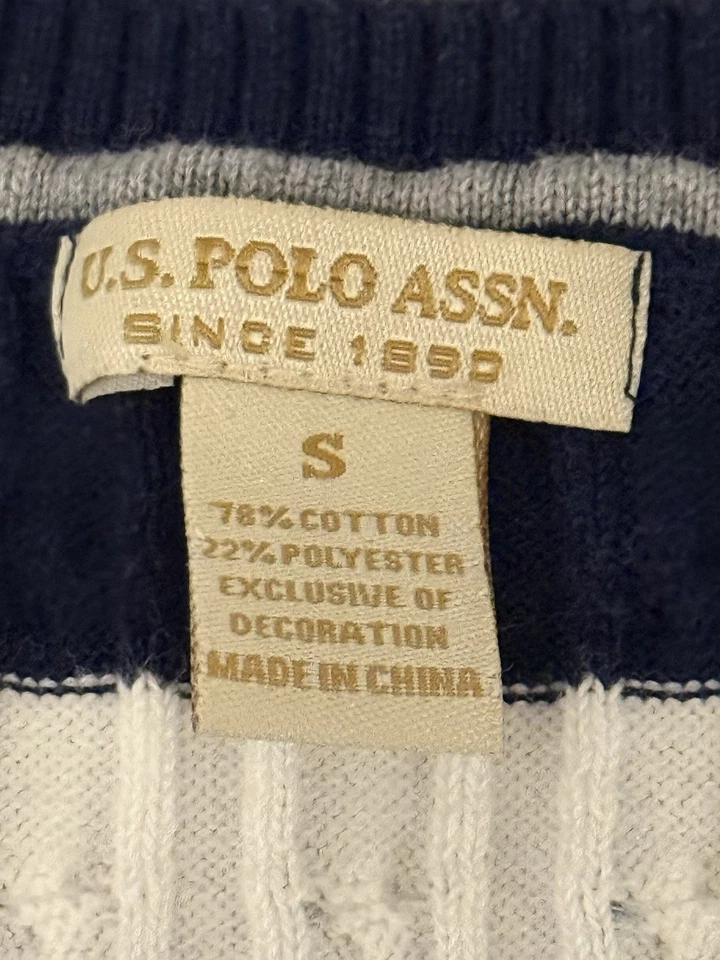 U.S. POLO ASSN.
SINCE 1890
S
78% COTTON
22% POLYESTER
EXCLUSIVE OF
DECORATION
MADE IN CHINA